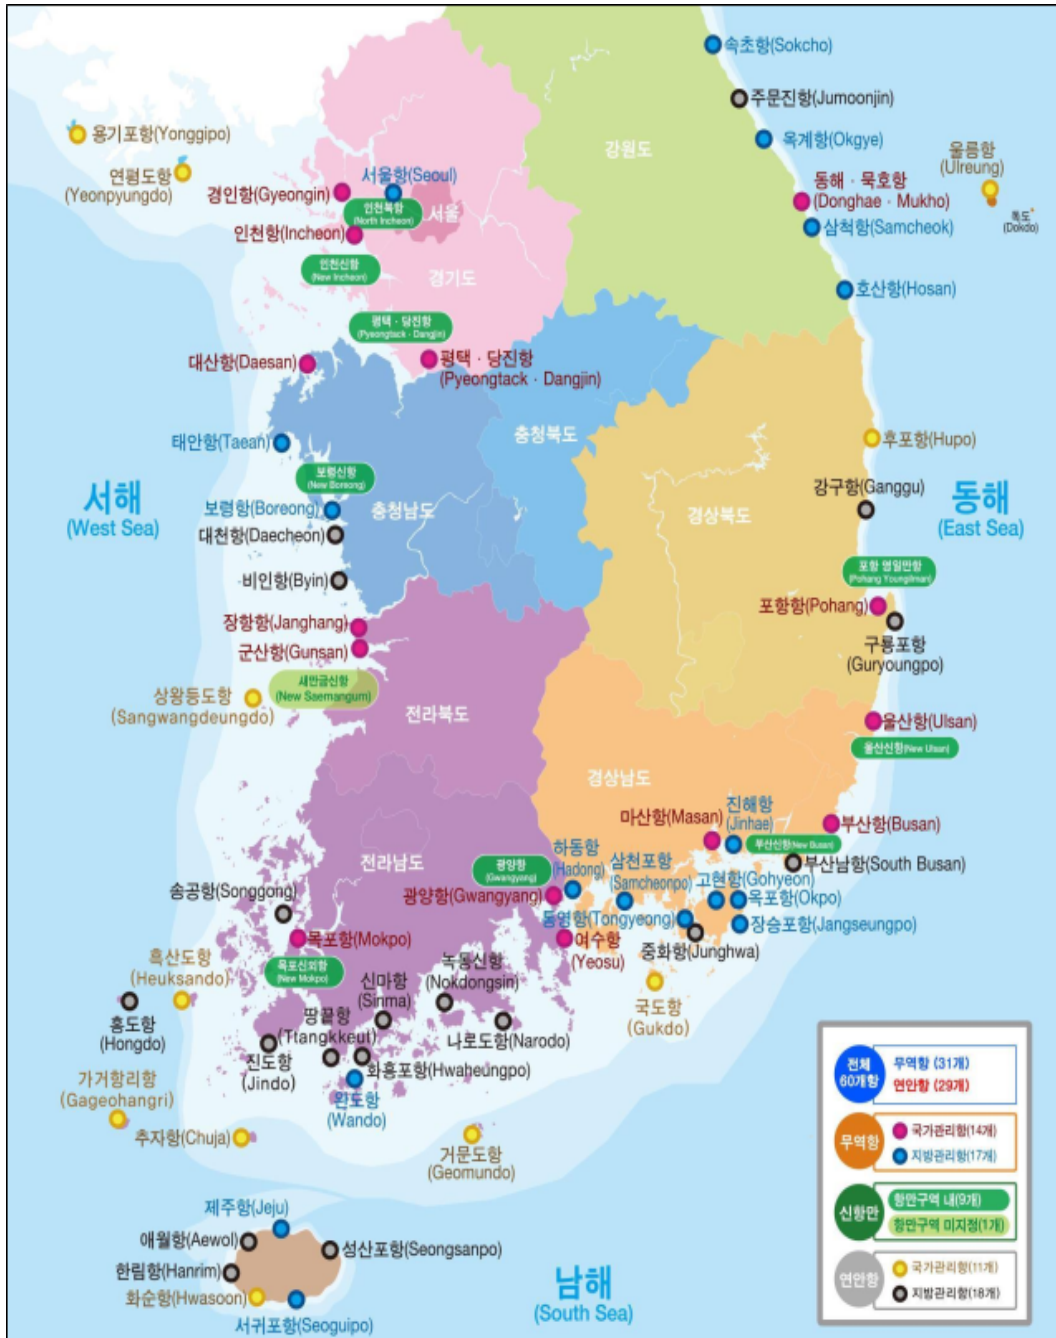 속초항(Sokcho)
주문진항(Jumoonjin)
옥계항(Okgye)
용기포항(Yonggipo)
강원도
울릉항
(Ulreung)
연평도항
(Yeonpyungdo)
서울항(Seoul)
경인항(Gyeongin)
동해 · 묵호항
(Donghae · Mukho)
인천북항
(North Incheon)
서울
독도
(Dokdo)
인천항(Incheon)
삼척항(Samcheok)
인천신항
(New Incheon)
경기도
호산항(Hosan)
평택 · 당진항
(Pyeongtack · Dangjin)
대산항(Daesan)
평택 · 당진항
(Pyeongtack · Dangjin)
태안항(Taean)
충청북도
후포항(Hupo)
보령신항
(New Boreong)
강구항(Ganggu)
서해
(West Sea)
보령항(Boreong)
충청남도
경상북도
동해
(East Sea)
대천항(Daecheon)
포항 영일만항
(Pohang Youngilman)
비인항(Byin)
포항항(Pohang)
장항항(Janghang)
구룡포항
(Guryoungpo)
군산항(Gunsan)
새만금신항
(New Saemangum)
상왕등도항
(Sangwangdeungdo)
전라북도
울산항(Ulsan)
울산신항(New Ulsan)
경상남도
진해항
(Jinhae)
마산항(Masan)
부산항(Busan)
부산신항(New Busan)
하동항
(Hadong)
삼천포항
(Samcheonpo)
전라남도
광양항
(Gwangyang)
부산남항(South Busan)
고현항(Gohyeon)
송공항(Songgong)
광양항(Gwangyang)
옥포항(Okpo)
통영항(Tongyeong)
장승포항(Jangseungpo)
목포항(Mokpo)
여수항
(Yeosu)
중화항(Junghwa)
흑산도항
(Heuksando)
목포신외항
(New Mokpo)
신마항
(Sinma)
녹동신항
(Nokdongsin)
국도항
(Gukdo)
홍도항
(Hongdo)
땅끝항
(Ttangkkeut)
나로도항(Narodo)
진도항
(Jindo)
화흥포항(Hwaheungpo)
가거항리항
(Gageohangri)
완도항
(Wando)
추자항(Chuja)
거문도항
(Geomundo)
제주항(Jeju)
애월항(Aewol)
성산포항(Seongsanpo)
한림항(Hanrim)
화순항(Hwasoon)
서귀포항(Seoguipo)
남해
(South Sea)
전체
60개항
무역항 (31개)
연안항 (29개)
무역항
국가관리항(14개)
지방관리항(17개)
신항만
항만구역 내(9개)
항만구역 미지정(1개)
연안항
국가관리항(11개)
지방관리항(18개)